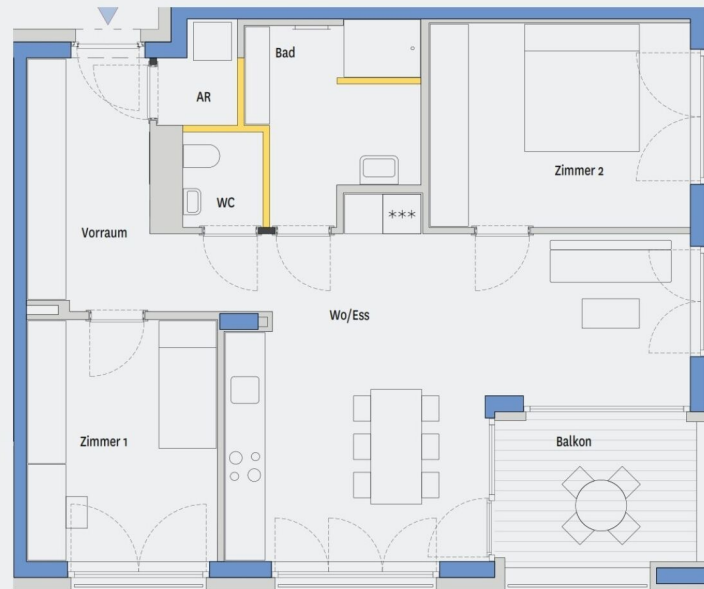 Bad
AR
Zimmer 2
WC
***
Vorraum
Wo/Ess
Zimmer 1
Balkon